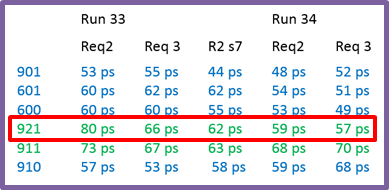 Run 33 Run 34
Req2 Req 3 R2 s7 Req2 Req 3
901 53 ps 55 ps 44 ps 48 ps 52 ps
601 60 ps 62 ps 62 ps 54 ps 51 ps
600 60 ps 60 ps 55 ps 53 ps 49 ps
921 80 ps 66 ps 62 ps 59 ps 57 ps
911 73 ps 67 ps 63 ps 68 ps 70 ps
910 57 ps 53 ps 58 ps 59 ps 68 ps